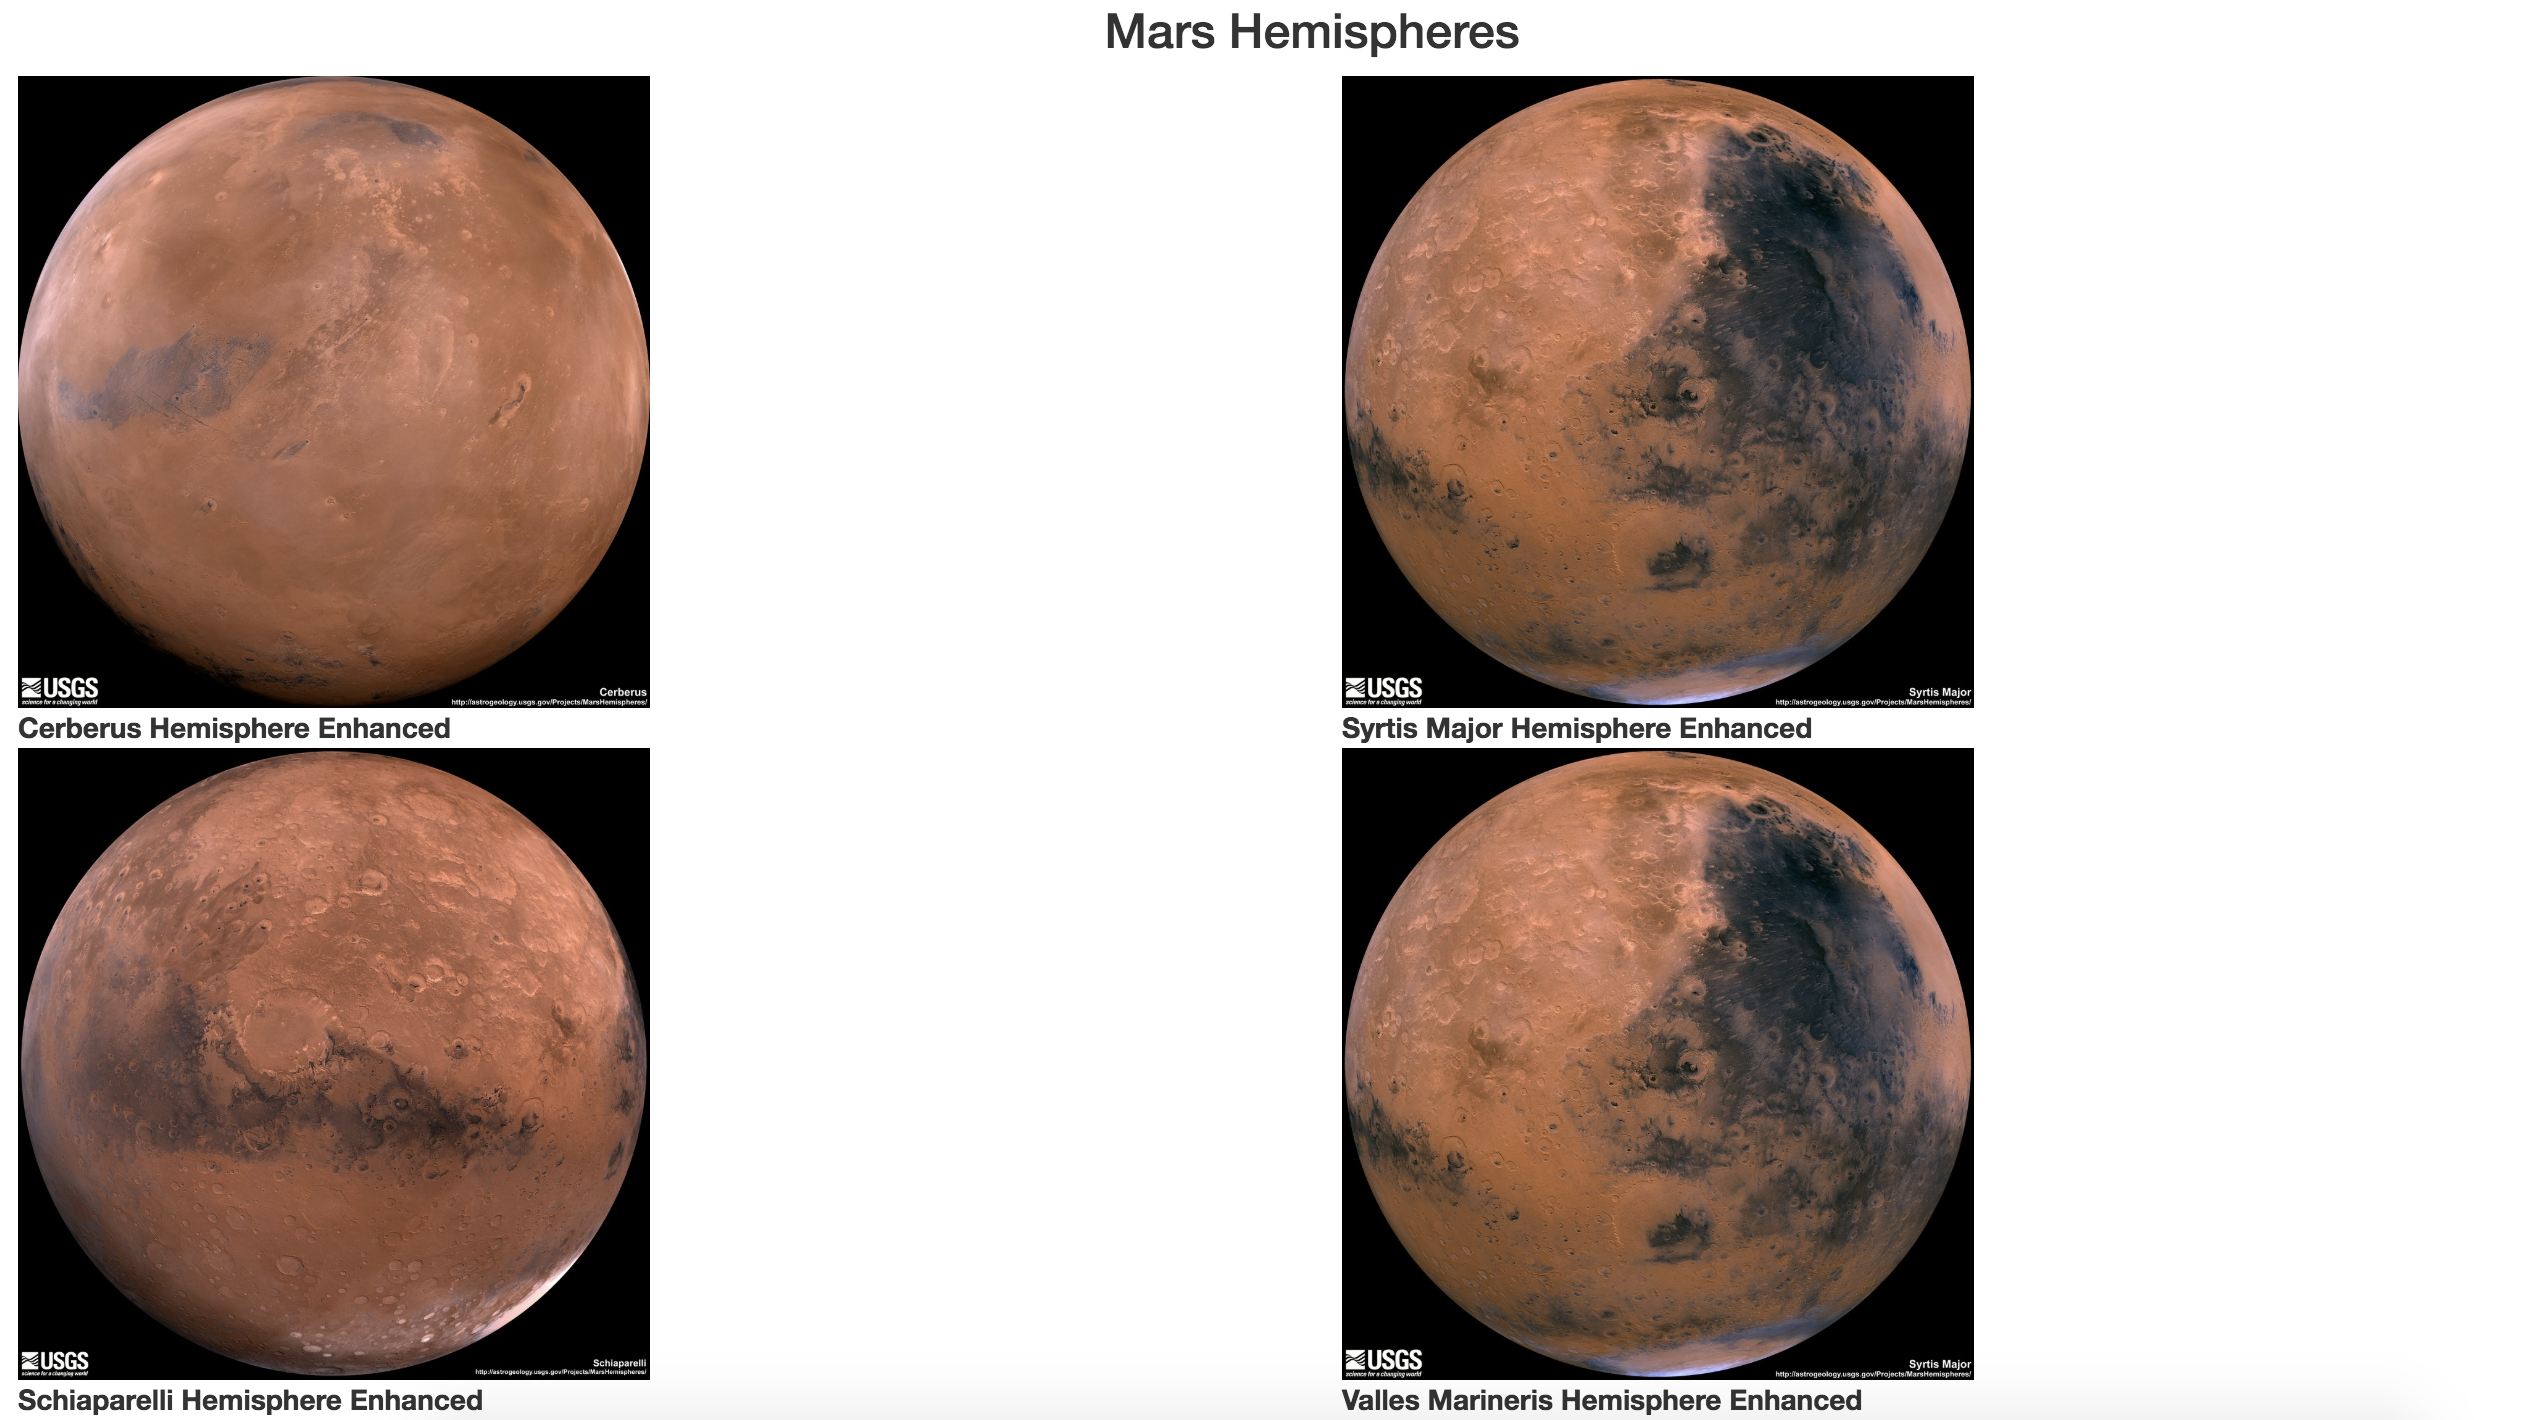 Mars Hemispheres
USGS
science for a changing world
Cerberus
http://astrogeology.usgs.gov/Projects/MarsHemispheres/
Cerberus Hemisphere Enhanced
USGS
science for a changing world
Syrtis Major
http://astrogeology.usgs.gov/Projects/MarsHemispheres/
Syrtis Major Hemisphere Enhanced
USGS
science for a changing world
Schiaparelli
http://astrogeology.usgs.gov/Projects/MarsHemispheres/
Schiaparelli Hemisphere Enhanced
USGS
science for a changing world
Syrtis Major
http://astrogeology.usgs.gov/Projects/MarsHemispheres/
Valles Marineris Hemisphere Enhanced